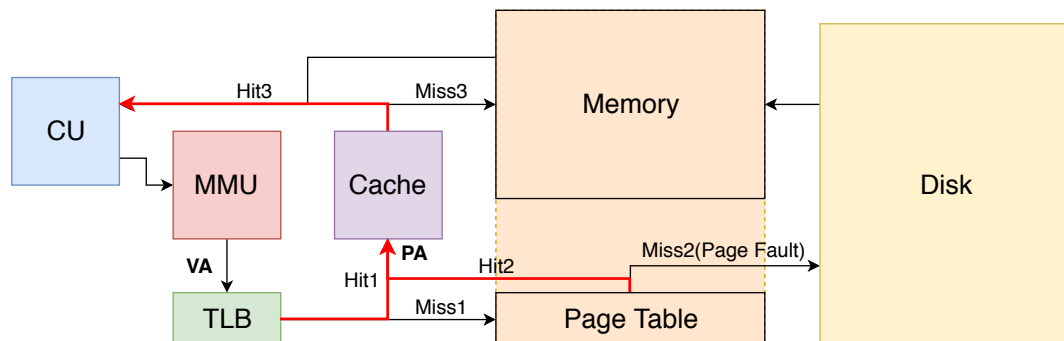 Hit3
Miss3
Memory
CU
MMU
Cache
Disk
VA
PA
Hit1
Hit2
Miss2(Page Fault)
TLB
Miss1
Page Table